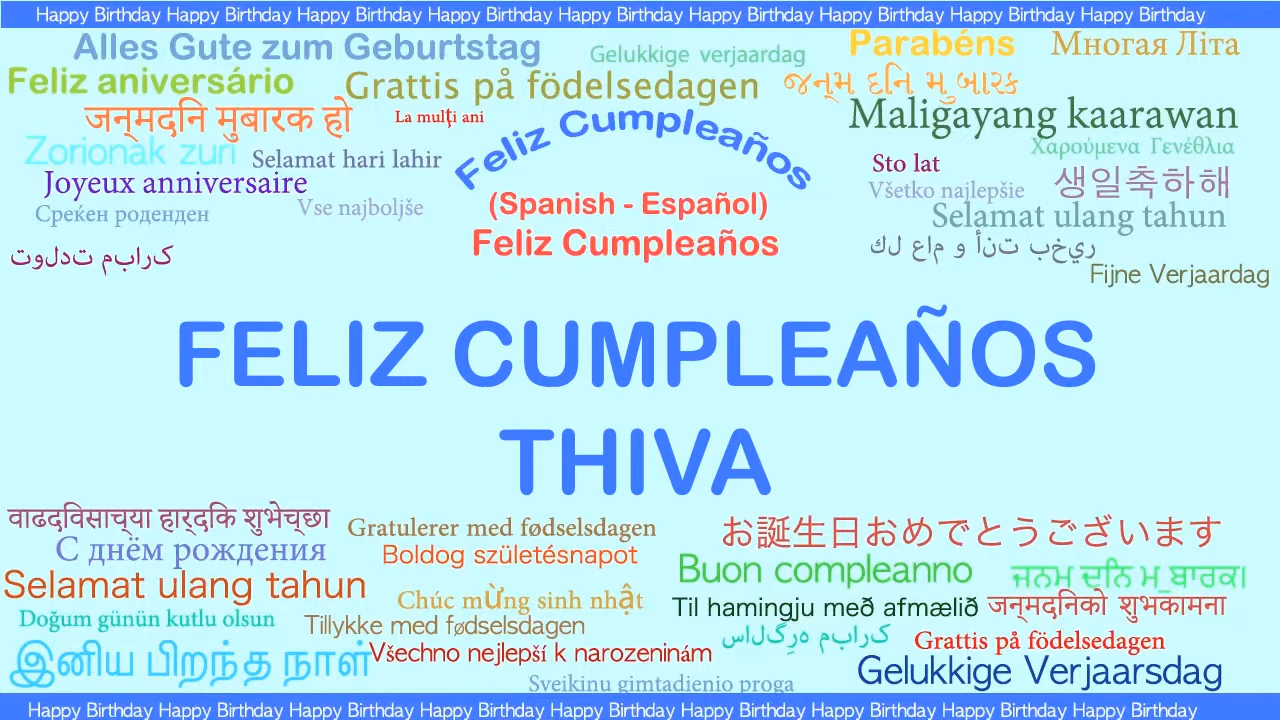 Happy Birthday Happy Birthday Happy Birthday Happy Birthday Happy Birthday Happy Birthday Happy Birthday Happy Birthday Happy Birthday
Alles Gute zum Geburtstag
Gelukkige verjaardag
Parabéns
Многая Літа
Feliz aniversário
Grattis på födelsedagen
જન્મ દિન મુબારક
जन्मदिन मुबारक हो
La mulţi ani
Feliz Cumpleaños
Maligayang kaarawan
Zorionak zuri
Selamat hari lahir
Sto lat
Χαρούμενα Γενέθλια
Joyeux anniversaire
(Spanish - Español)
Všetko najlepšie
생일축하해
Среќен роденден
Vse najboljše
Feliz Cumpleaños
Selamat ulang tahun
تولدت مبارک
كل عام و أنت بخير
Fijne Verjaardag
FELIZ CUMPLEAÑOS
THIVA
वाढदिवसाच्या हार्दिक शुभेच्छा
Gratulerer med fødselsdagen
お誕生日おめでとうございます
С днём рождения
Boldog születésnapot
Selamat ulang tahun
Buon compleanno
ਜਨਮ ਦਿਨ ਮੁਬਾਰਕ।
Chúc mừng sinh nhật
Til hamingju með afmælið
जन्मदिनको शुभकामना
Doğum günün kutlu olsun
Tillykke med fødselsdagen
سالگرہ مبارک
Grattis på födelsedagen
இனிய பிறந்த நாள்
Všechno nejlepší k narozeninám
Gelukkige Verjaarsdag
Sveikinu gimtadienio proga
Happy Birthday Happy Birthday Happy Birthday Happy Birthday Happy Birthday Happy Birthday Happy Birthday Happy Birthday Happy Birthday